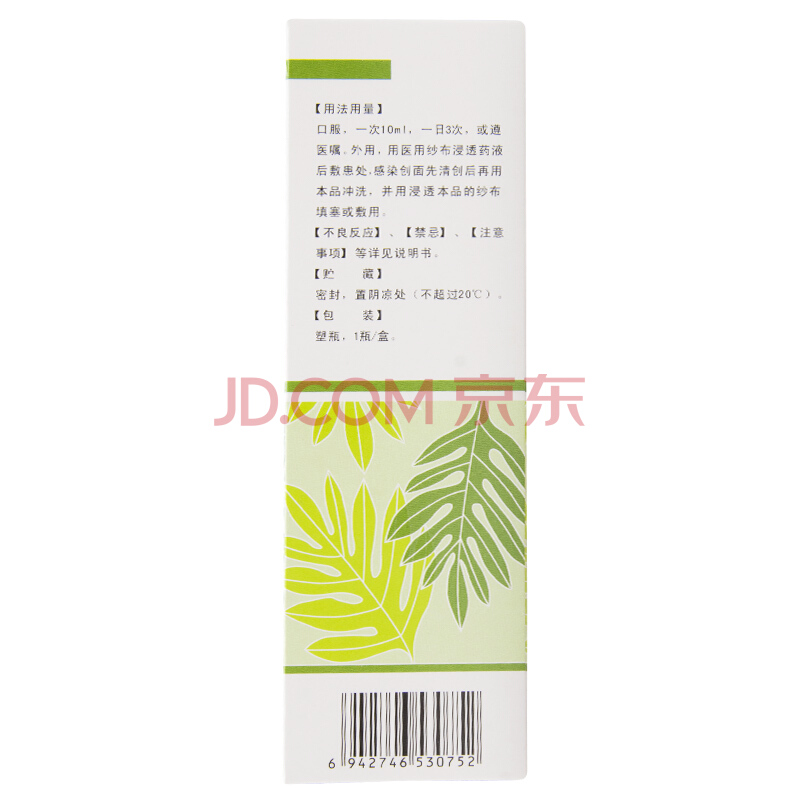 【用法用量】
口服，一次10ml，一日3次，或遵
医嘱。外用，用医用纱布浸透药液
后敷患处,感染创面先清创后再用
本品冲洗，并用浸透本品的纱布
填塞或敷用。
【不良反应】、【禁忌】、【注意
事项】等详见说明书。
【贮　　藏】
密封，置阴凉处（不超过20℃）。
【包　　装】
塑瓶，1瓶/盒。
JD.COM 京东
6 942746 530752